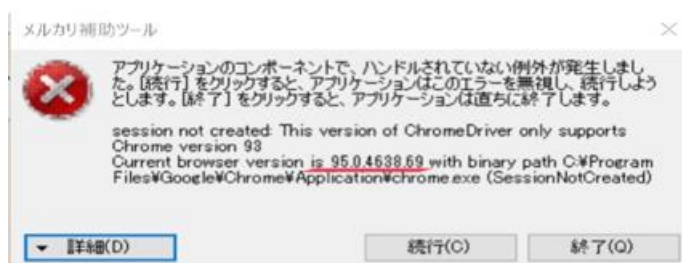 メルカリ補助ツール
アプリケーションのコンポーネントで、ハンドルされていない例外が発生しまし
た。[続行] をクリックすると、アプリケーションはこのエラーを無視し、続行しよう
とします。[終了] をクリックすると、アプリケーションは直ちに終了します。
session not created: This version of ChromeDriver only supports
Chrome version 93
Current browser version is 95.0.4638.69 with binary path C:¥Program
Files¥Google¥Chrome¥Application¥chrome.exe (SessionNotCreated)
詳細(D)
続行(C)
終了(Q)